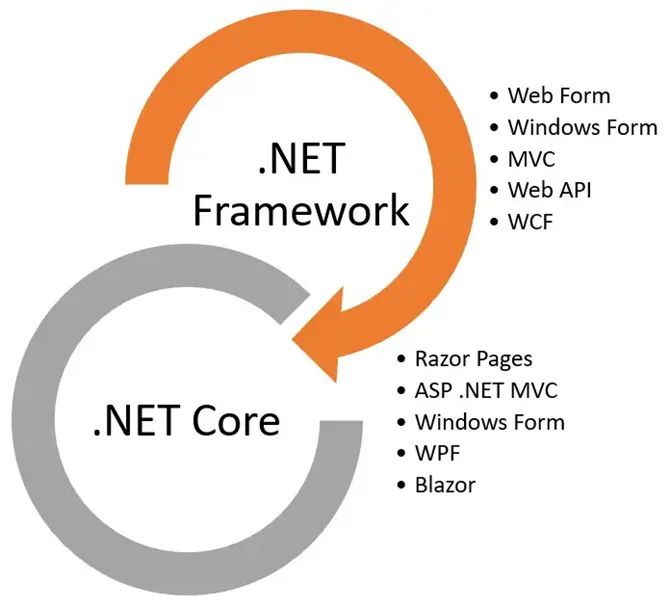 .NET
Framework
• Web Form
• Windows Form
• MVC
• Web API
• WCF
.NET Core
• Razor Pages
• ASP .NET MVC
• Windows Form
• WPF
• Blazor